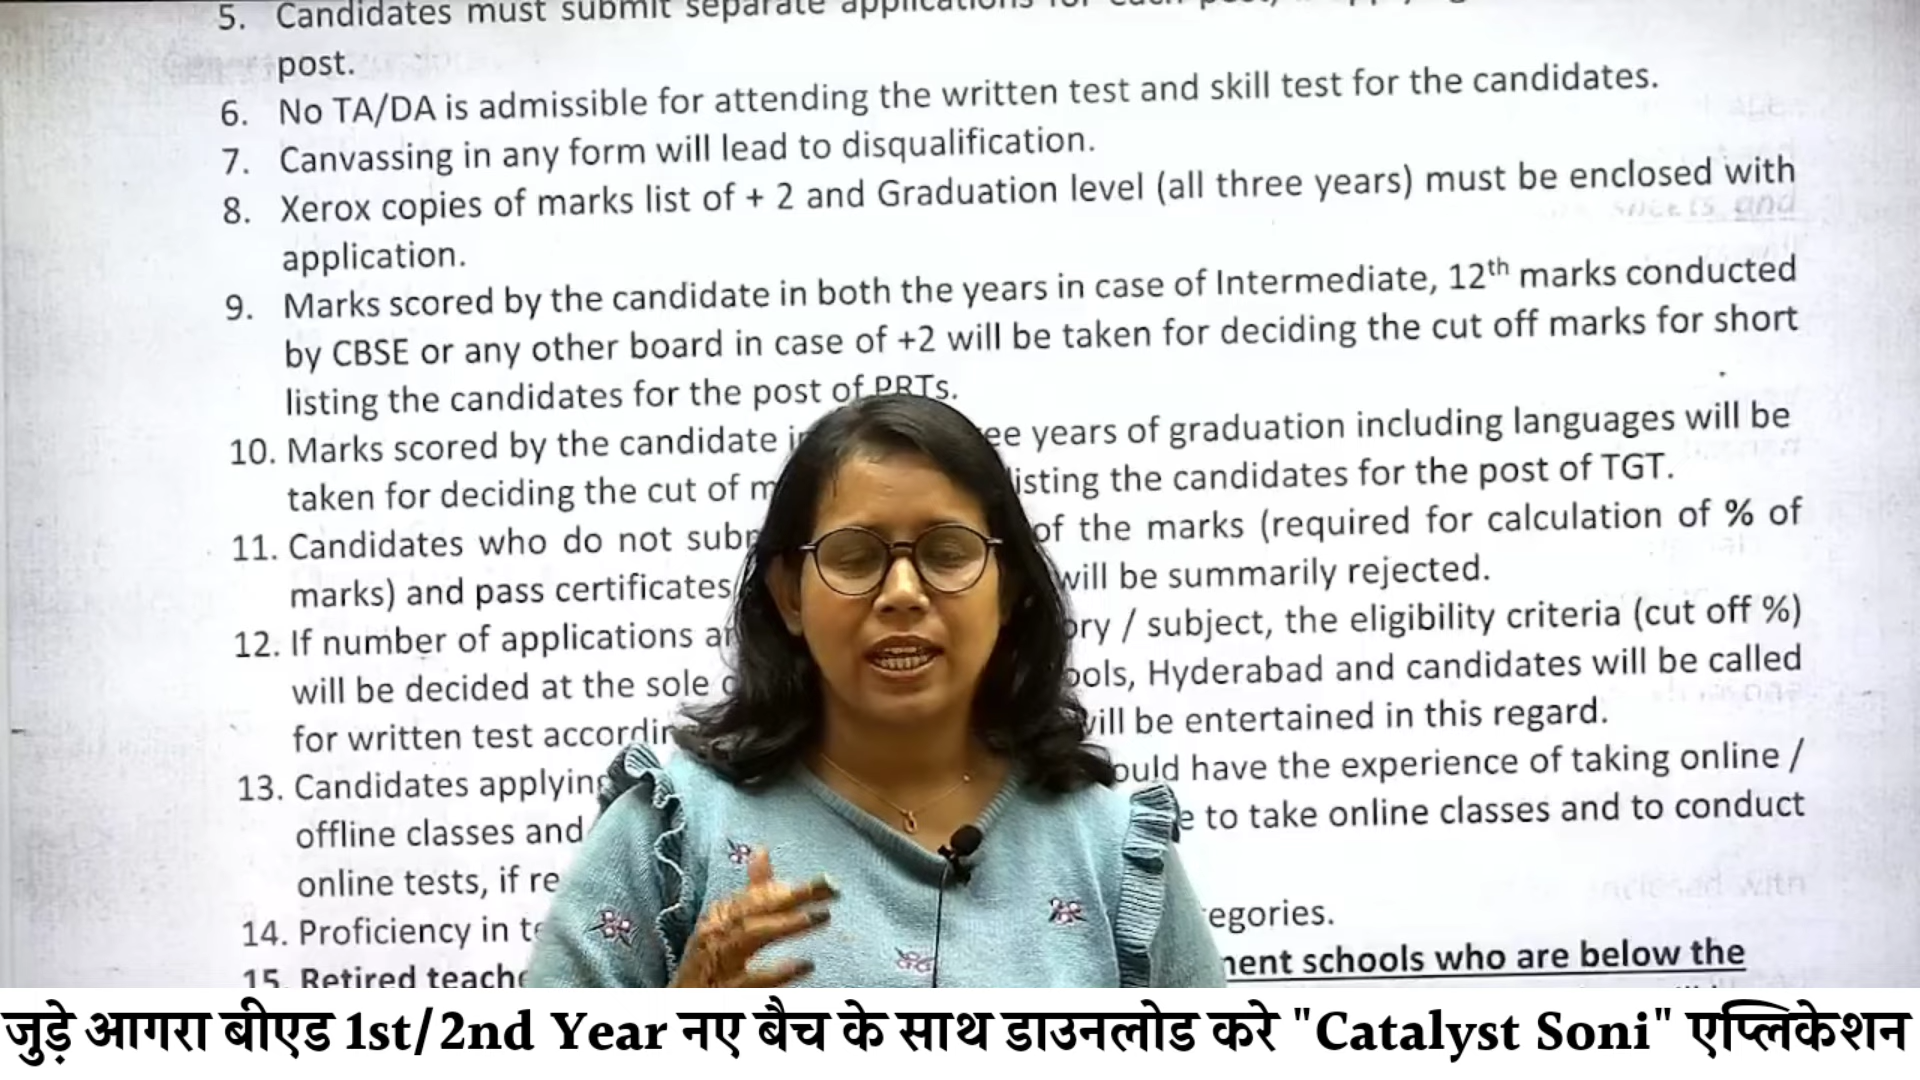 5. Candidates must submit separate applications for each post,
post.
6. No TA/DA is admissible for attending the written test and skill test for the candidates.
7. Canvassing in any form will lead to disqualification.
8. Xerox copies of marks list of + 2 and Graduation level (all three years) must be enclosed with
application.
9. Marks scored by the candidate in both the years in case of Intermediate, 12th marks conducted
by CBSE or any other board in case of +2 will be taken for deciding the cut off marks for short
listing the candidates for the post of PRTs.
10. Marks scored by the candidate years of graduation including languages will be
taken for deciding the cut of listing the candidates for the post of TGT.
11. Candidates who do not of the marks (required for calculation of % of
marks) and pass certificates will be summarily rejected.
12. If number of applications / subject, the eligibility criteria (cut off %)
will be decided at the sole Hyderabad and candidates will be called
for written test will be entertained in this regard.
13. Candidates applying have the experience of taking online /
offline classes and to take online classes and to conduct
online tests, if
14. Proficiency in
15. Retired schools who are below the
जुड़े आगरा बीएड 1st/2nd Year नए बैच के साथ डाउनलोड करे "Catalyst Soni" एप्लिकेशन